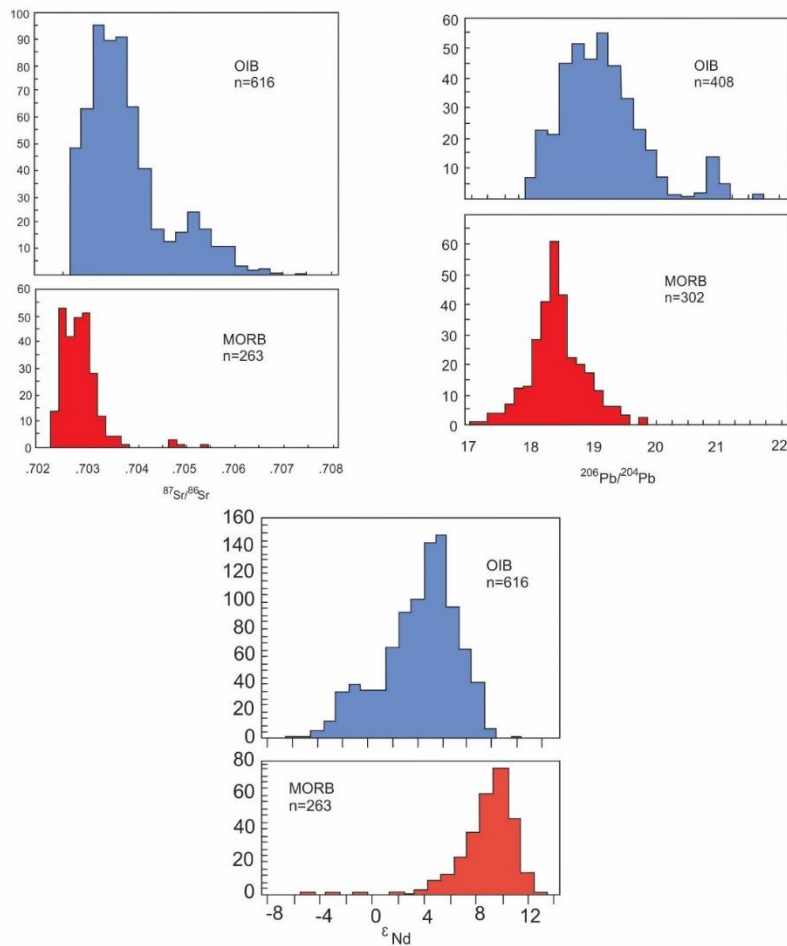 100
90
80
70
60
50
40
30
20
10
OIB
n=616
60
50
40
30
20
10
0
MORB
n=263
.702 .703 .704 .705 .706 .707 .708
⁸⁷Sr/⁸⁶Sr
60
50
40
30
20
10
OIB
n=408
60
50
40
30
20
10
0
MORB
n=302
17 18 19 20 21 22
²⁰⁶Pb/²⁰⁴Pb
160
140
120
100
80
60
40
20
0
OIB
n=616
80
60
40
20
0
MORB
n=263
-8 -4 0 4 8 12
εNd